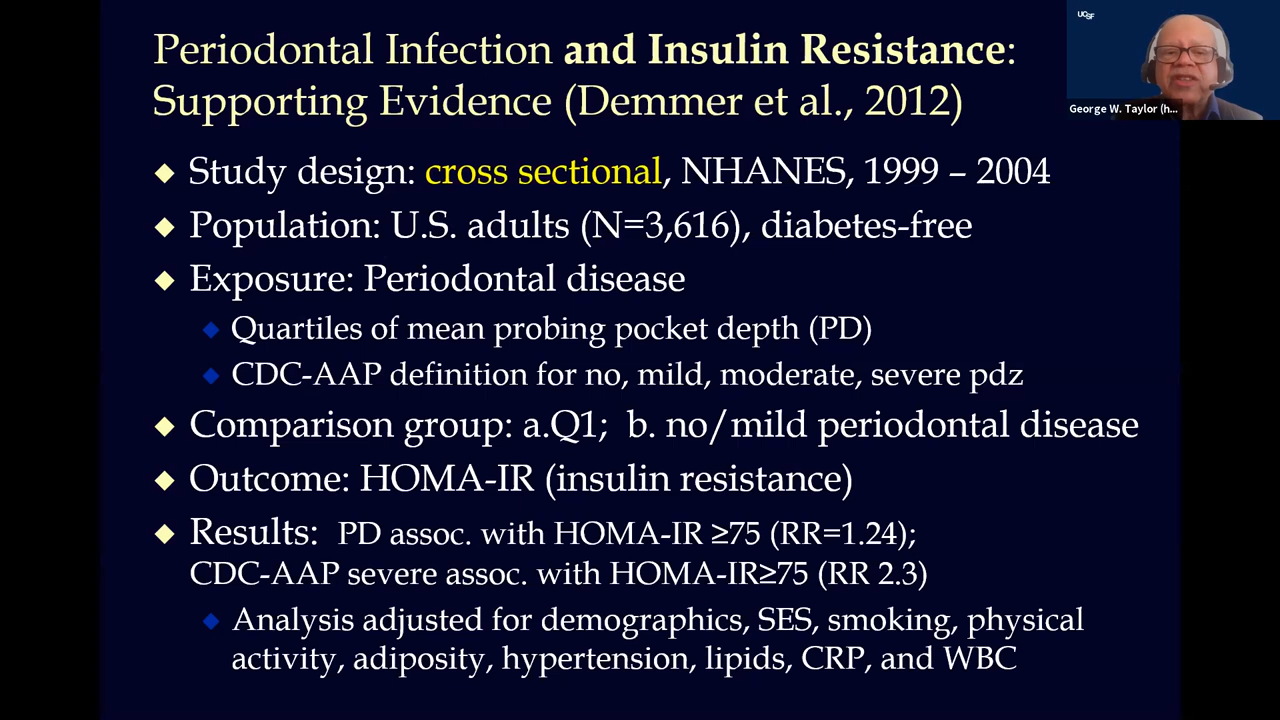 Periodontal Infection and Insulin Resistance:
Supporting Evidence (Demmer et al., 2012)
UCSF
George W. Taylor (h...
◆ Study design: cross sectional, NHANES, 1999 – 2004
◆ Population: U.S. adults (N=3,616), diabetes-free
◆ Exposure: Periodontal disease
◆ Quartiles of mean probing pocket depth (PD)
◆ CDC-AAP definition for no, mild, moderate, severe pdz
◆ Comparison group: a.Q1; b. no/mild periodontal disease
◆ Outcome: HOMA-IR (insulin resistance)
◆ Results: PD assoc. with HOMA-IR ≥75 (RR=1.24);
CDC-AAP severe assoc. with HOMA-IR≥75 (RR 2.3)
◆ Analysis adjusted for demographics, SES, smoking, physical
activity, adiposity, hypertension, lipids, CRP, and WBC